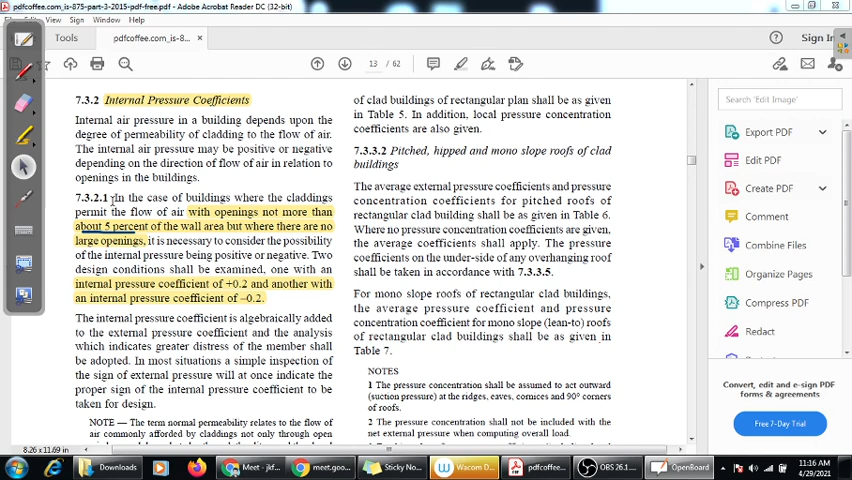 pdfcoffee.com_is-875-part-3-2015-pdf-free.pdf - Adobe Acrobat Reader DC (32-bit)
View Sign Window Help
Tools
pdfcoffee.com_is-8... ×
Sign In
13 / 62
7.3.2 Internal Pressure Coefficients
Internal air pressure in a building depends upon the
degree of permeability of cladding to the flow of air.
The internal air pressure may be positive or negative
depending on the direction of flow of air in relation to
openings in the buildings.
7.3.2.1 In the case of buildings where the claddings
permit the flow of air with openings not more than
about 5 percent of the wall area but where there are no
large openings, it is necessary to consider the possibility
of the internal pressure being positive or negative. Two
design conditions shall be examined, one with an
internal pressure coefficient of +0.2 and another with
an internal pressure coefficient of –0.2.
The internal pressure coefficient is algebraically added
to the external pressure coefficient and the analysis
which indicates greater distress of the member shall
be adopted. In most situations a simple inspection of
the sign of external pressure will at once indicate the
proper sign of the internal pressure coefficient to be
taken for design.
NOTE — The term normal permeability relates to the flow of
air commonly afforded by claddings not only through open
of clad buildings of rectangular plan shall be as given
in Table 5. In addition, local pressure concentration
coefficients are also given.
7.3.3.2 Pitched, hipped and mono slope roofs of clad
buildings
The average external pressure coefficients and pressure
concentration coefficients for pitched roofs of
rectangular clad building shall be as given in Table 6.
Where no pressure concentration coefficients are given,
the average coefficients shall apply. The pressure
coefficients on the under-side of any overhanging roof
shall be taken in accordance with 7.3.3.5.
For mono slope roofs of rectangular clad buildings,
the average pressure coefficient and pressure
concentration coefficient for mono slope (lean-to) roofs
of rectangular clad buildings shall be as given in
Table 7.
NOTES
1 The pressure concentration shall be assumed to act outward
(suction pressure) at the ridges, eaves, cornices and 90° corners
of roofs.
2 The pressure concentration shall not be included with the
net external pressure when computing overall load.
8.26 x 11.69 in
Search 'Edit Image'
Export PDF
Edit PDF
Create PDF
Comment
Combine Files
Organize Pages
Compress PDF
Redact
Convert, edit and e-sign PDF
forms & agreements
Free 7-Day Trial
Downloads
Meet - jkf...
meet.goo...
Sticky No...
Wacom D...
pdfcoffee...
OBS 26.1....
OpenBoard
11:16 AM
4/29/2021